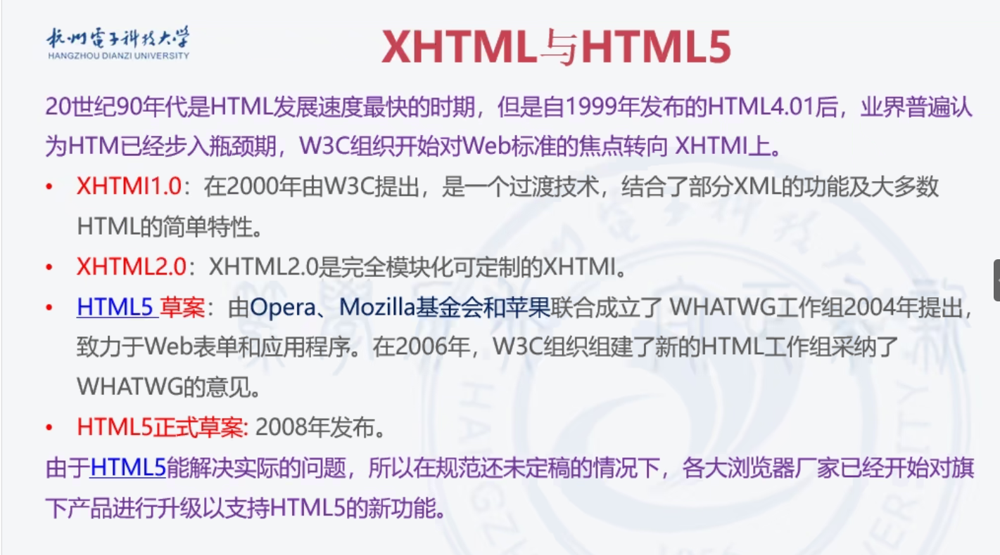 杭州電子科技大学
HANGZHOU DIANZI UNIVERSITY
XHTML与HTML5
20世纪90年代是HTML发展速度最快的时期，但是自1999年发布的HTML4.01后，业界普遍认
为HTM已经步入瓶颈期，W3C组织开始对Web标准的焦点转向 XHTMl上。
• XHTMl1.0：在2000年由W3C提出，是一个过渡技术，结合了部分XML的功能及大多数
HTML的简单特性。
• XHTML2.0：XHTML2.0是完全模块化可定制的XHTMl。
• HTML5 草案：由Opera、Mozilla基金会和苹果联合成立了 WHATWG工作组2004年提出，
致力于Web表单和应用程序。在2006年，W3C组织组建了新的HTML工作组采纳了
WHATWG的意见。
• HTML5正式草案: 2008年发布。
由于HTML5能解决实际的问题，所以在规范还未定稿的情况下，各大浏览器厂家已经开始对旗
下产品进行升级以支持HTML5的新功能。